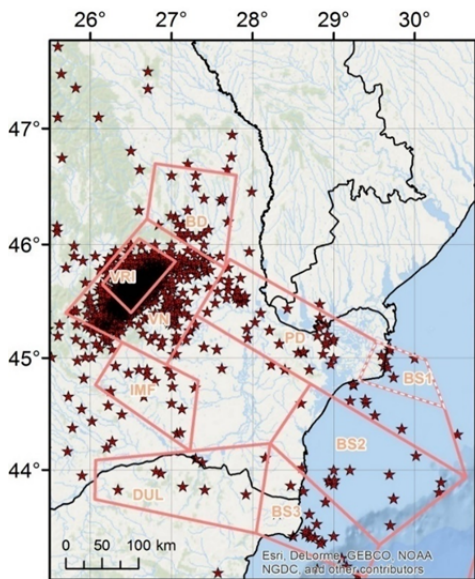 26° 27° 28° 29° 30°
47°
46°
45°
44°
BD
VRI
VN
PD
BS1
IMF
BS2
DUL
BS3
0 50 100 km
Esri, DeLorme, GEBCO, NOAA
NGDC, and other contributors